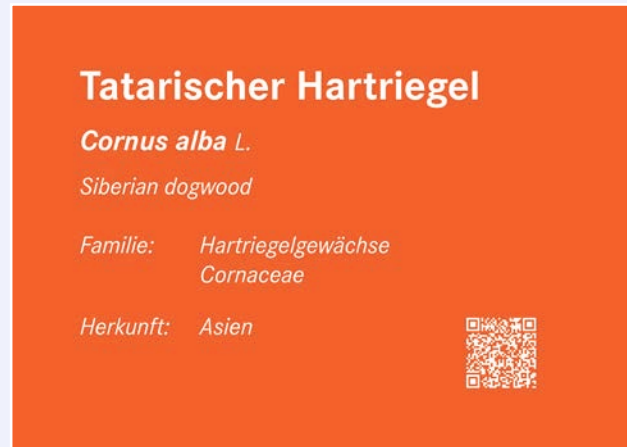 Tatarischer Hartriegel
Cornus alba L.
Siberian dogwood
Familie: Hartriegelgewächse
Cornaceae
Herkunft: Asien